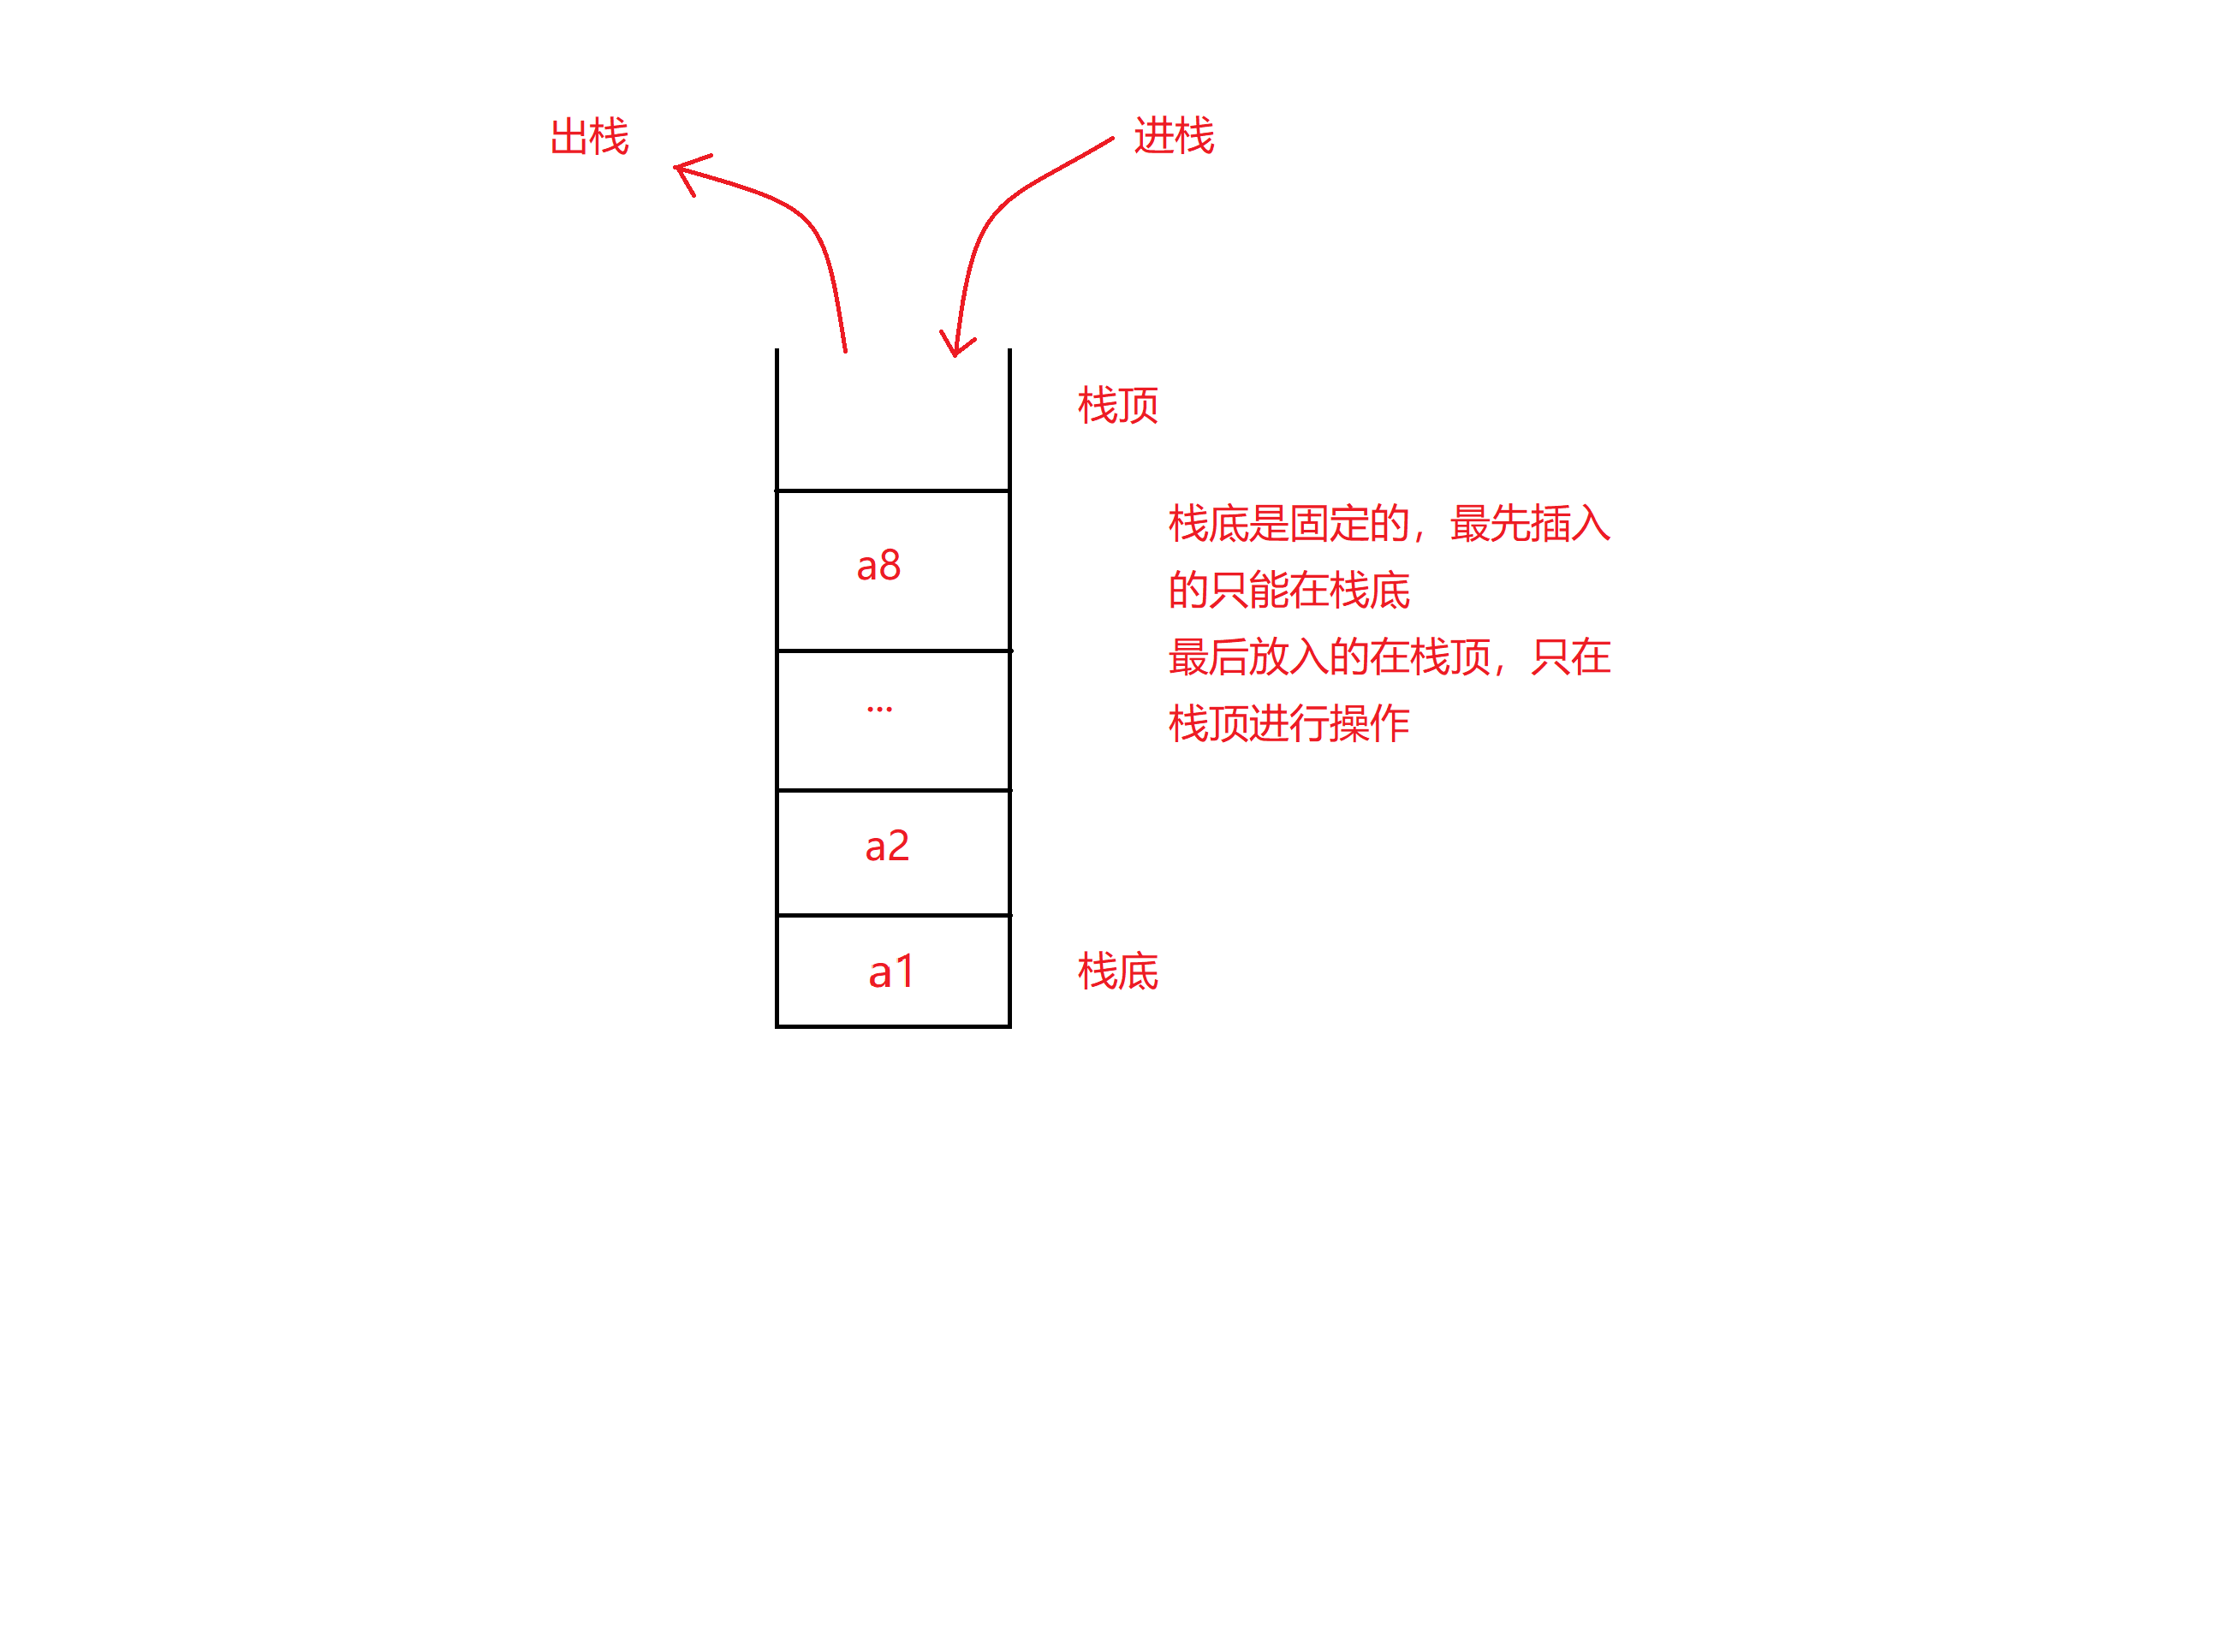 出栈
进栈
栈顶
栈底是固定的，最先插入
的只能在栈底
最后放入的在栈顶，只在
栈顶进行操作
a8
...
a2
a1
栈底